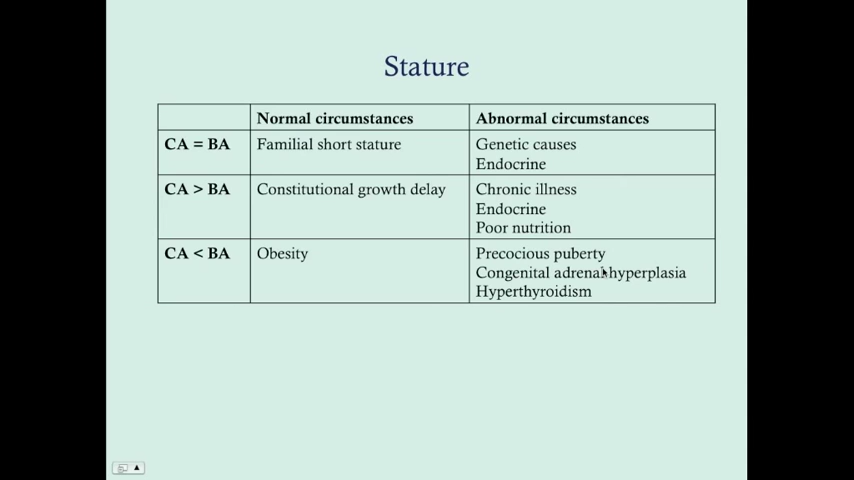 Stature
Normal circumstances Abnormal circumstances
CA = BA Familial short stature Genetic causes
Endocrine
CA > BA Constitutional growth delay Chronic illness
Endocrine
Poor nutrition
CA < BA Obesity Precocious puberty
Congenital adrenal hyperplasia
Hyperthyroidism